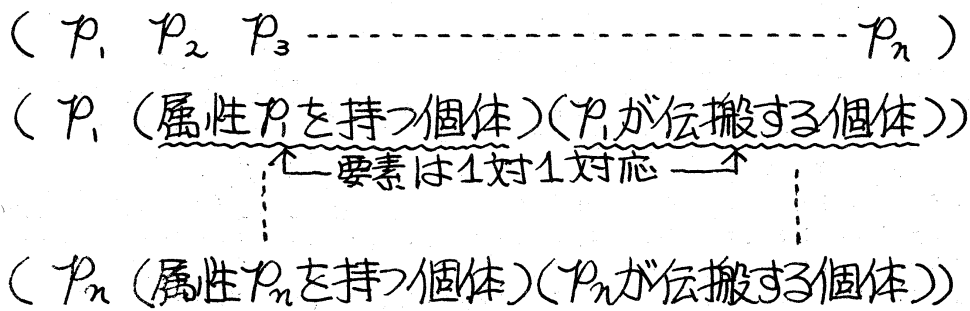 ( P₁ P₂ P₃ ------------------------ Pₙ )
( P₁ (属性P₁を持つ個体)(P₁が伝搬する個体))
要素は1対1対応
( Pₙ (属性Pₙを持つ個体)(Pₙが伝搬する個体))